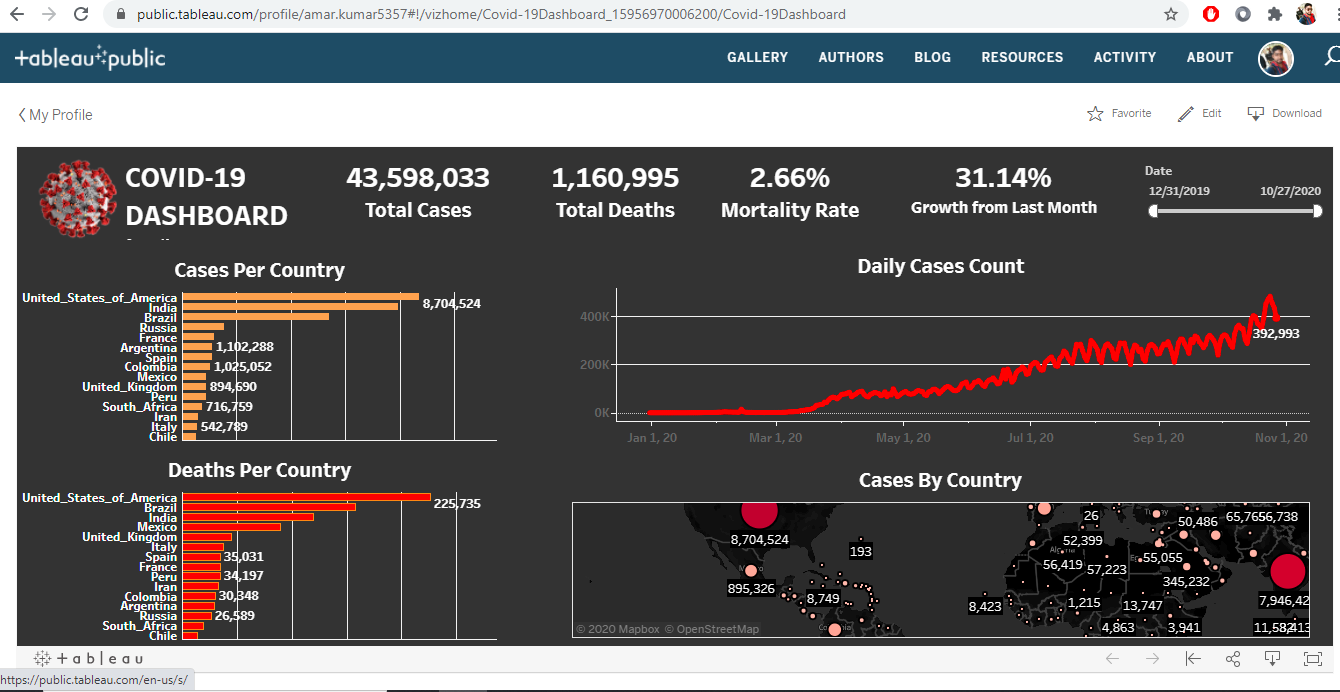 public.tableau.com/profile/amar.kumar5357#!/vizhome/Covid-19Dashboard_15956970006200/Covid-19Dashboard
+ableau public
GALLERY AUTHORS BLOG RESOURCES ACTIVITY ABOUT
My Profile
Favorite Edit Download
COVID-19
DASHBOARD
43,598,033
Total Cases
1,160,995
Total Deaths
2.66%
Mortality Rate
31.14%
Growth from Last Month
Date
12/31/2019 10/27/2020
Cases Per Country
United_States_of_America 8,704,524
India
Brazil
Russia
France
Argentina 1,102,288
Spain
Colombia 1,025,052
Mexico
United_Kingdom 894,690
Peru
South_Africa 716,759
Iran
Italy 542,789
Chile
Daily Cases Count
400K
392,993
200K
0K
Jan 1, 20 Mar 1, 20 May 1, 20 Jul 1, 20 Sep 1, 20 Nov 1, 20
Deaths Per Country
United_States_of_America 225,735
Brazil
India
Mexico
United_Kingdom
Italy
Spain 35,031
France
Peru 34,197
Iran
Colombia 30,348
Argentina
Russia 26,589
South_Africa
Chile
Cases By Country
26 50,486 65,76 56,738
8,704,524 52,399
193 55,055
56,419 57,223
895,326 345,232
8,749 7,946,42
8,423 1,215 13,747
4,863 3,941 11,582
© 2020 Mapbox © OpenStreetMap
+ a b l e a u
https://public.tableau.com/en-us/s/